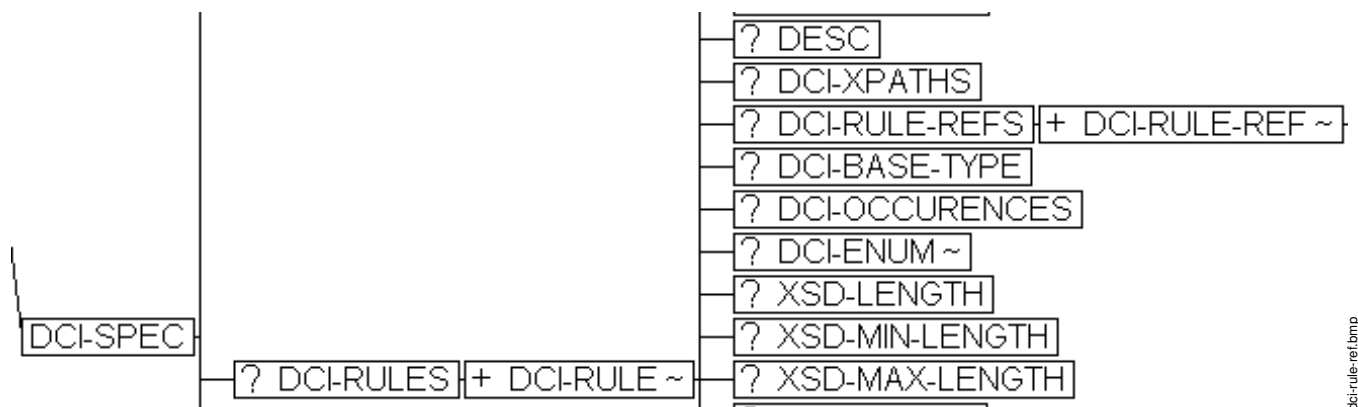 ? DESC
? DCI-XPATHS
? DCI-RULE-REFS + DCI-RULE-REF ~
? DCI-BASE-TYPE
? DCI-OCCURENCES
? DCI-ENUM ~
? XSD-LENGTH
DCI-SPEC ? XSD-MIN-LENGTH
? DCI-RULES + DCI-RULE ~ ? XSD-MAX-LENGTH
dci-rule-ref.bmp